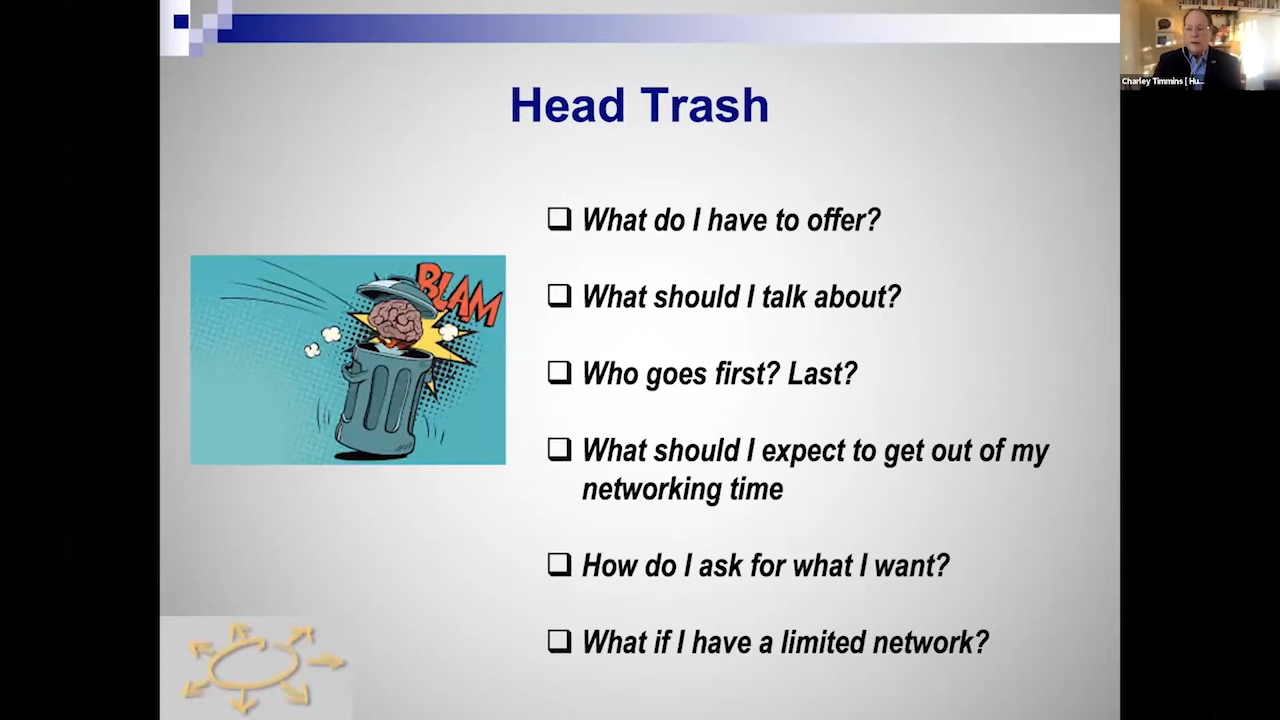 Head Trash
Charley Timmins [ Hu...
What do I have to offer?
What should I talk about?
BLAM
Who goes first? Last?
What should I expect to get out of my
networking time
How do I ask for what I want?
What if I have a limited network?